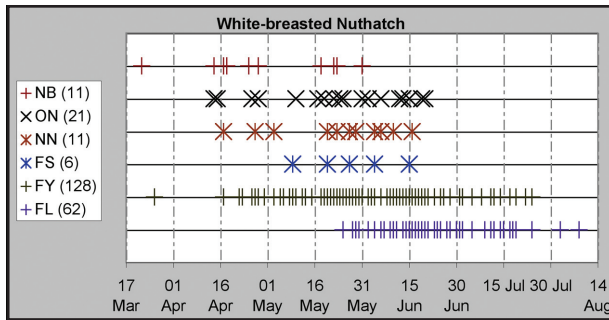 White-breasted Nuthatch
NB (11)
ON (21)
NN (11)
FS (6)
FY (128)
FL (62)
17 01 16 01 16 31 15 30 15 Jul 30 Jul 14
Mar Apr Apr May May May Jun Jun Aug